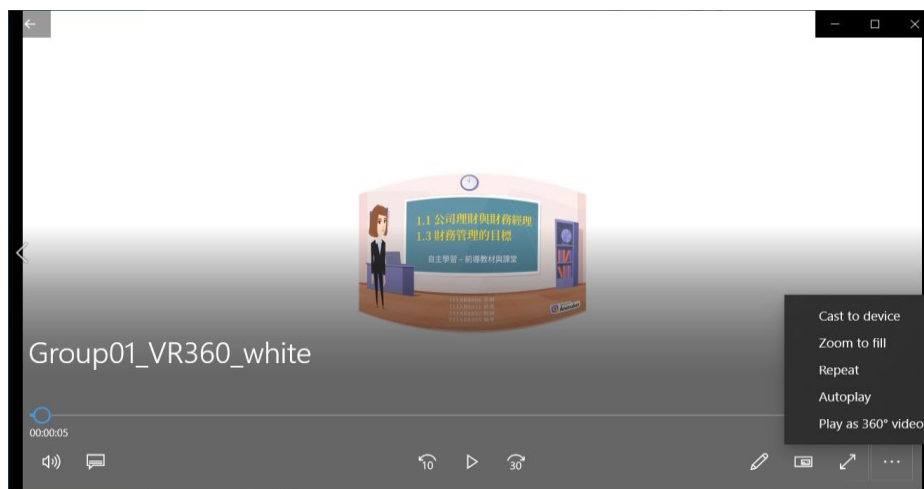 1.1 公司理財與財務經理
1.3 財務管理的目標
自主學習 – 前導教材與課堂
Group01_VR360_white
Cast to device
Zoom to fill
Repeat
Autoplay
Play as 360° video
00:00:05
10
30